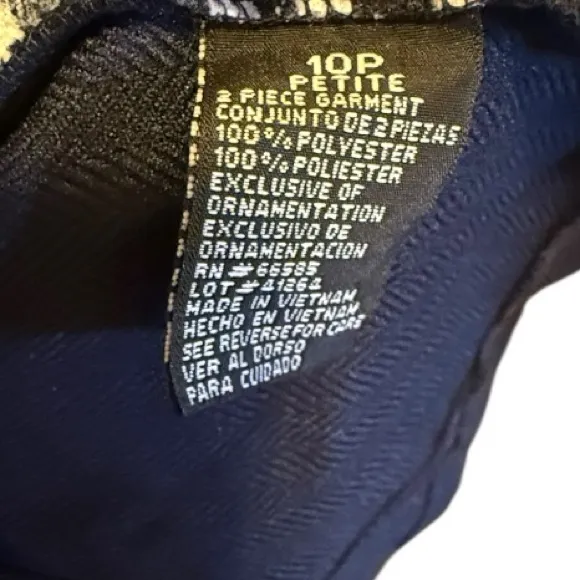 10P
PETITE
2 PIECE GARMENT
CONJUNTO DE 2 PIEZAS
100% POLYESTER
100% POLIESTER
EXCLUSIVE OF
ORNAMENTATION
EXCLUSIVO DE
ORNAMENTACION
RN # 66585
LOT # 41264
MADE IN VIETNAM
HECHO EN VIETNAM
SEE REVERSE FOR CARE
VER AL DORSO
PARA CUIDADO